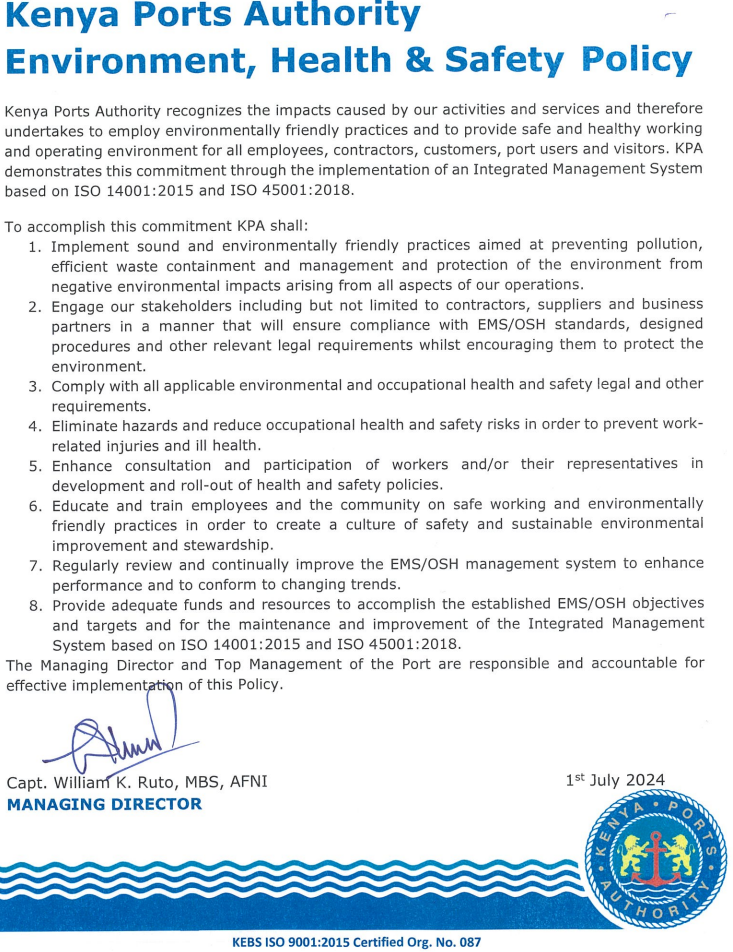 Kenya Ports Authority
Environment, Health & Safety Policy
Kenya Ports Authority recognizes the impacts caused by our activities and services and therefore
undertakes to employ environmentally friendly practices and to provide safe and healthy working
and operating environment for all employees, contractors, customers, port users and visitors. KPA
demonstrates this commitment through the implementation of an Integrated Management System
based on ISO 14001:2015 and ISO 45001:2018.
To accomplish this commitment KPA shall:
1. Implement sound and environmentally friendly practices aimed at preventing pollution,
efficient waste containment and management and protection of the environment from
negative environmental impacts arising from all aspects of our operations.
2. Engage our stakeholders including but not limited to contractors, suppliers and business
partners in a manner that will ensure compliance with EMS/OSH standards, designed
procedures and other relevant legal requirements whilst encouraging them to protect the
environment.
3. Comply with all applicable environmental and occupational health and safety legal and other
requirements.
4. Eliminate hazards and reduce occupational health and safety risks in order to prevent work-
related injuries and ill health.
5. Enhance consultation and participation of workers and/or their representatives in
development and roll-out of health and safety policies.
6. Educate and train employees and the community on safe working and environmentally
friendly practices in order to create a culture of safety and sustainable environmental
improvement and stewardship.
7. Regularly review and continually improve the EMS/OSH management system to enhance
performance and to conform to changing trends.
8. Provide adequate funds and resources to accomplish the established EMS/OSH objectives
and targets and for the maintenance and improvement of the Integrated Management
System based on ISO 14001:2015 and ISO 45001:2018.
The Managing Director and Top Management of the Port are responsible and accountable for
effective implementation of this Policy.
Capt. William K. Ruto, MBS, AFNI
1st July 2024
MANAGING DIRECTOR
KENYA • PORTS
• AUTHORITY •
KEBS ISO 9001:2015 Certified Org. No. 087